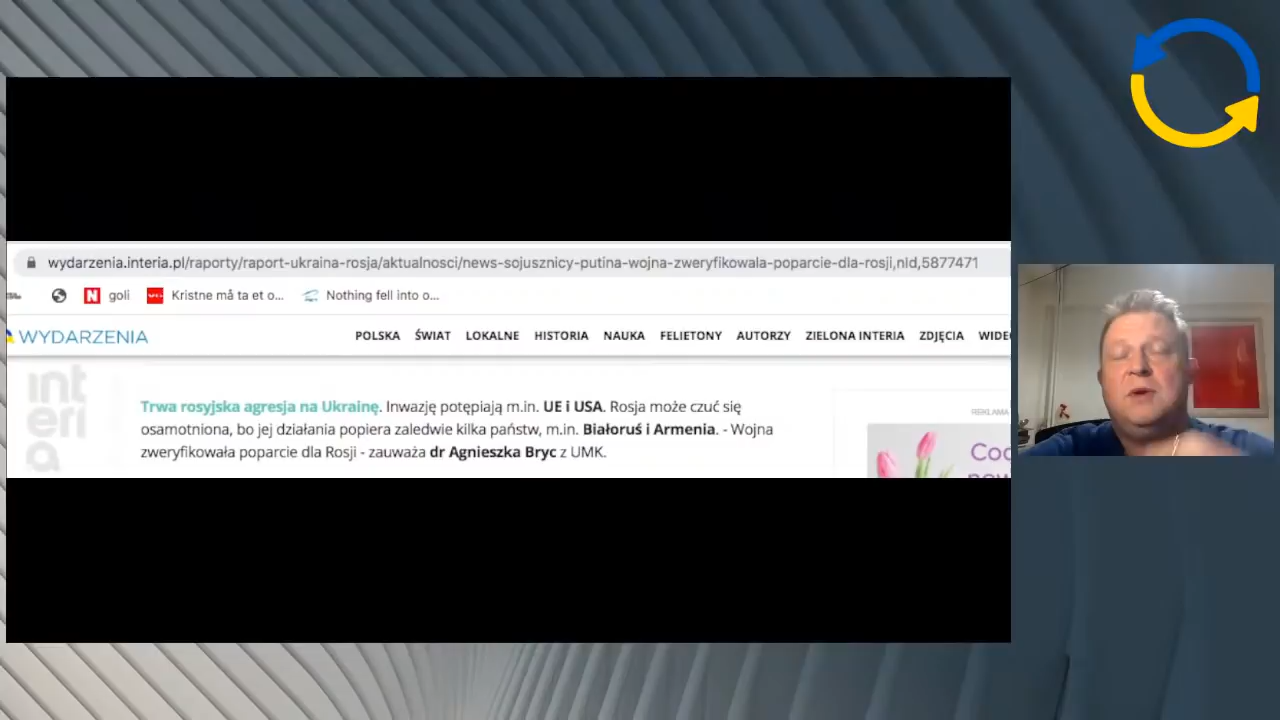 wydarzenia.interia.pl/raporty/raport-ukraina-rosja/aktualnosci/news-sojusznicy-putina-wojna-zweryfikowala-poparcie-dla-rosji,nId,5877471
N goli Kristne må ta et o... Nothing fell into o...
WYDARZENIA POLSKA ŚWIAT LOKALNE HISTORIA NAUKA FELIETONY AUTORZY ZIELONA INTERIA ZDJĘCIA WIDEO
interia
Trwa rosyjska agresja na Ukrainę. Inwazję potępiają m.in. UE i USA. Rosja może czuć się
osamotniona, bo jej działania popiera zaledwie kilka państw, m.in. Białoruś i Armenia. - Wojna
zweryfikowała poparcie dla Rosji - zauważa dr Agnieszka Bryc z UMK.
REKLAMA